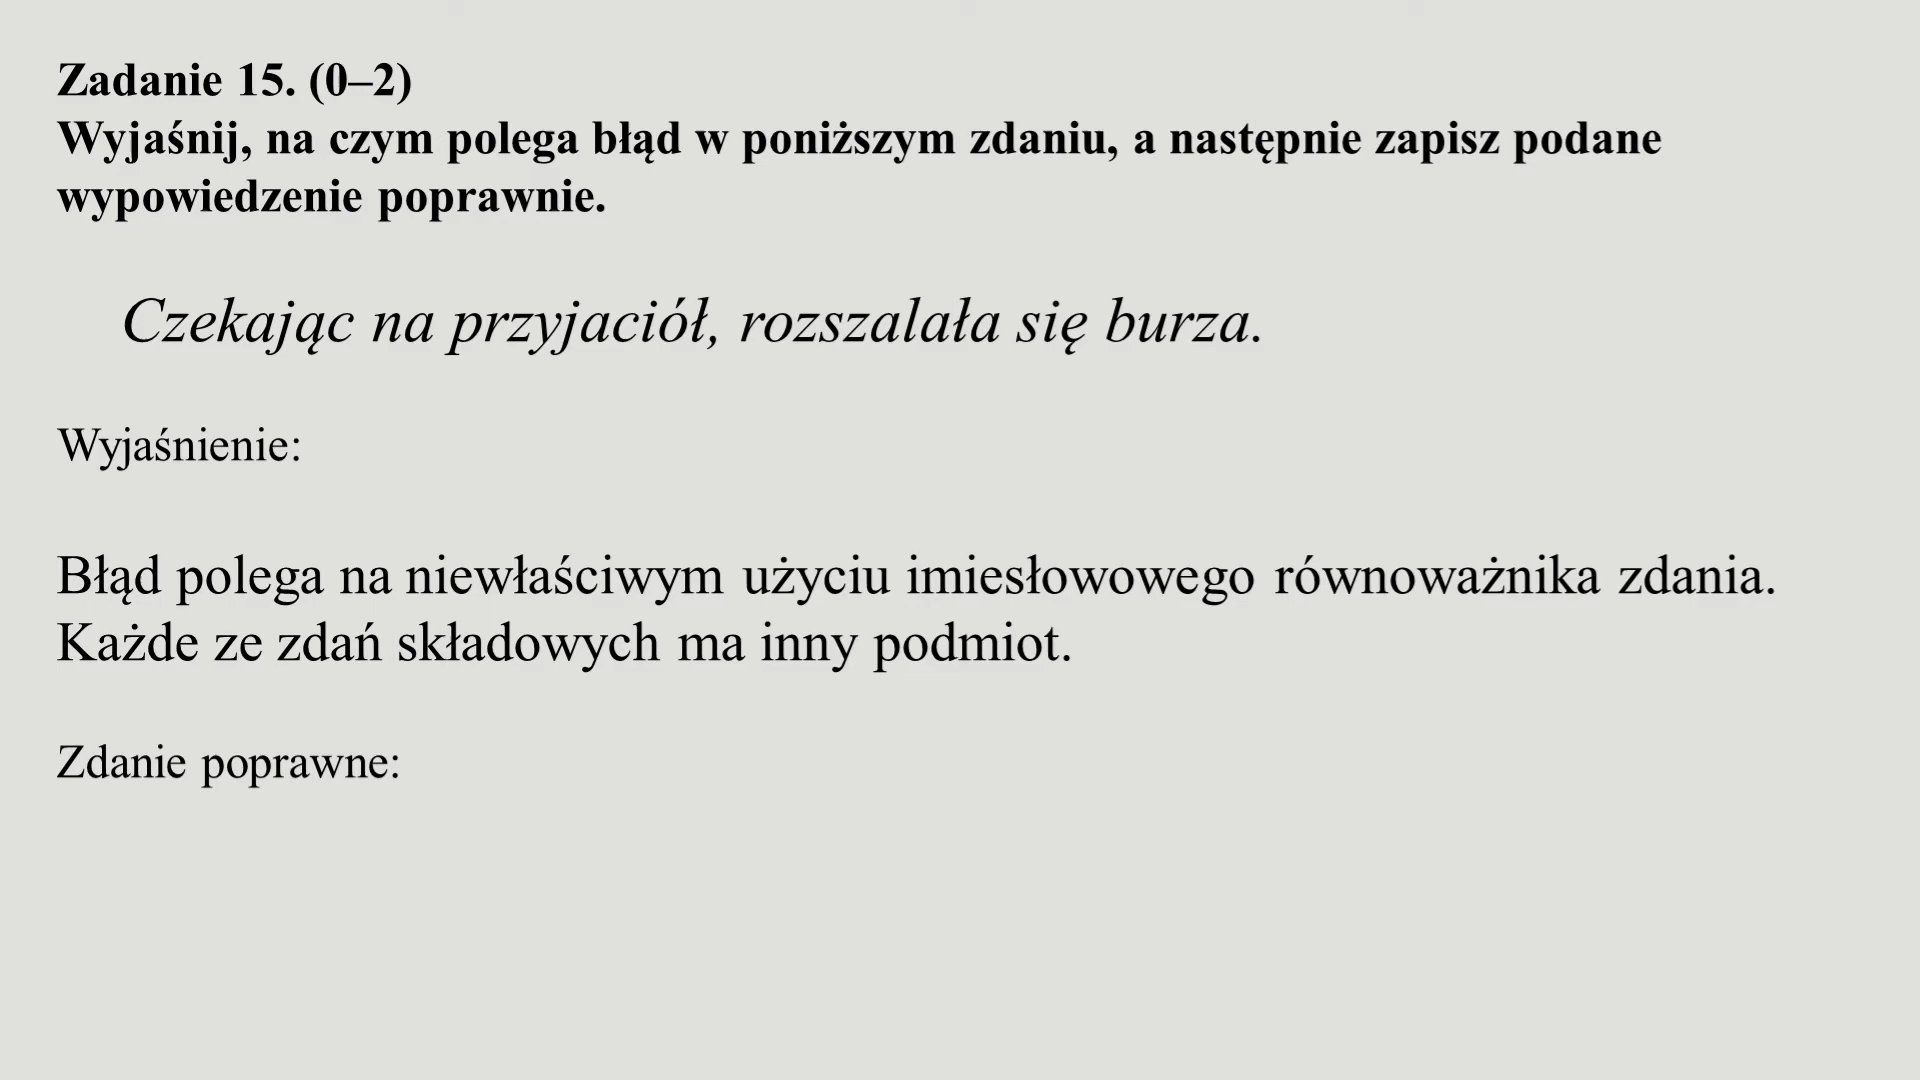 Zadanie 15. (0–2)
Wyjaśnij, na czym polega błąd w poniższym zdaniu, a następnie zapisz podane
wypowiedzenie poprawnie.
Czekając na przyjaciół, rozszalała się burza.
Wyjaśnienie:
Błąd polega na niewłaściwym użyciu imiesłowowego równoważnika zdania.
Każde ze zdań składowych ma inny podmiot.
Zdanie poprawne: